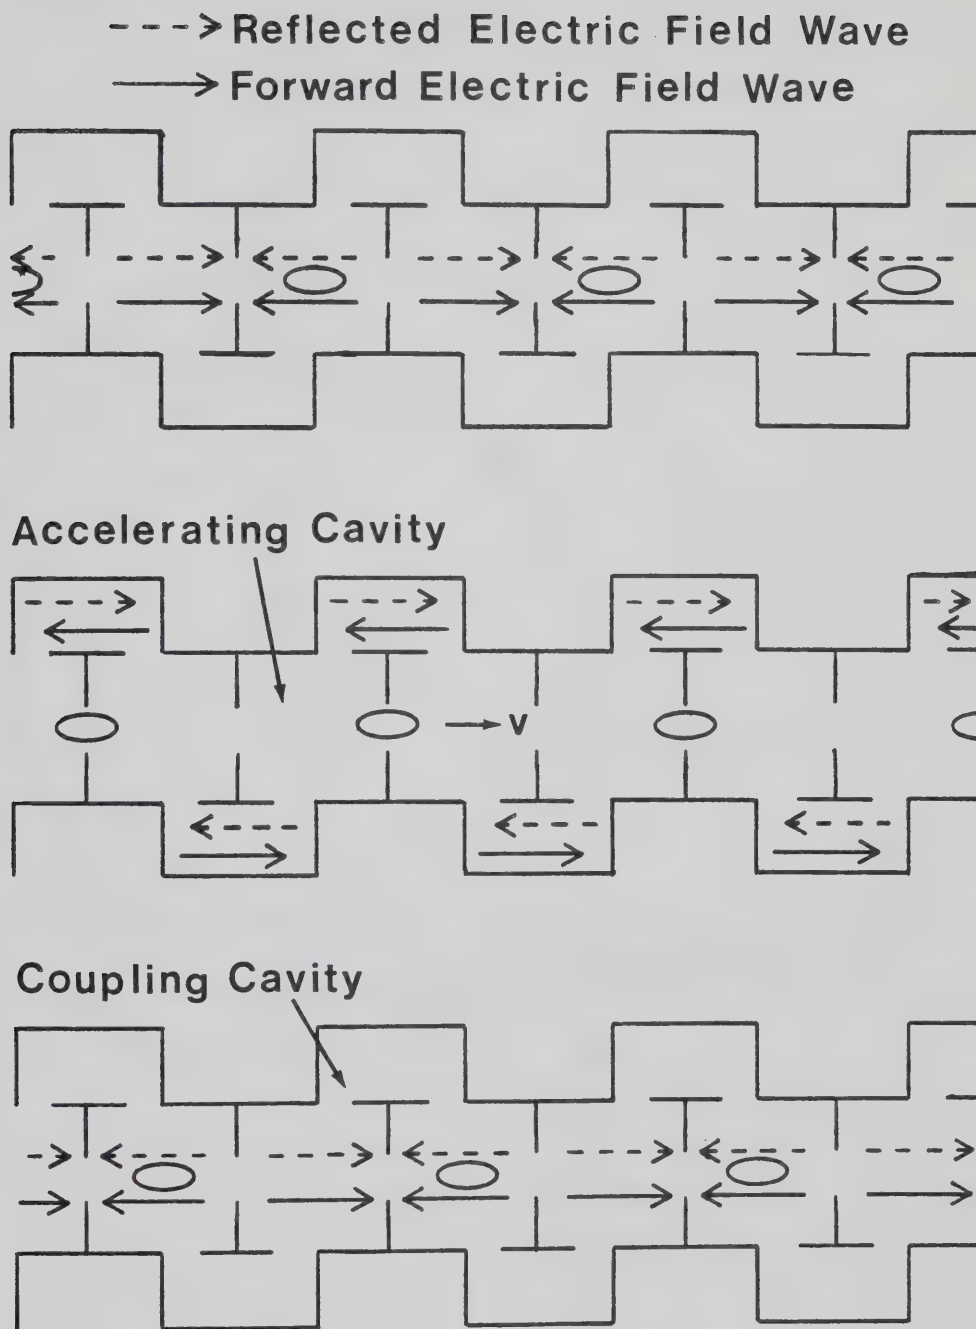 Reflected Electric Field Wave
Forward Electric Field Wave
Accelerating Cavity
v
Coupling Cavity